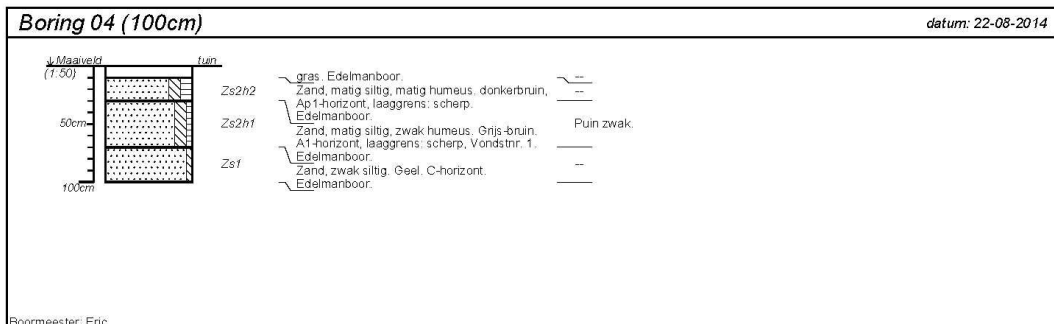 Boring 04 (100cm)
datum: 22-08-2014
↓ Maaiveld
tuin
(1:50)
gras. Edelmanboor.
--
Zs2h2
Zand, matig siltig, matig humeus. donkerbruin,
--
Ap1-horizont, laaggrens: scherp.
Edelmanboor.
50cm
Zs2h1
Zand, matig siltig, zwak humeus. Grijs-bruin.
Puin zwak.
A1-horizont, laaggrens: scherp, Vondstnr. 1.
Edelmanboor.
Zs1
Zand, zwak siltig. Geel. C-horizont.
--
Edelmanboor.
100cm
Boormeester: Eric